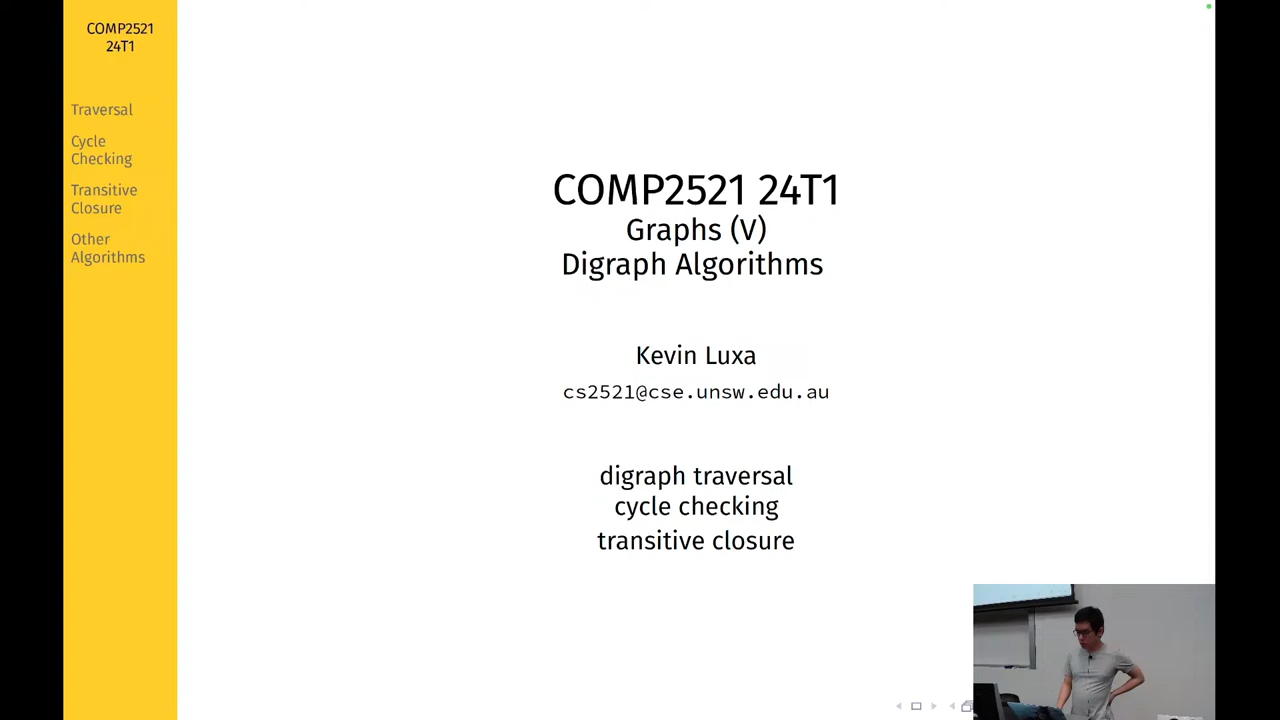 COMP2521
24T1
Traversal
Cycle
Checking
Transitive
Closure
Other
Algorithms
COMP2521 24T1
Graphs (V)
Digraph Algorithms
Kevin Luxa
cs2521@cse.unsw.edu.au
digraph traversal
cycle checking
transitive closure